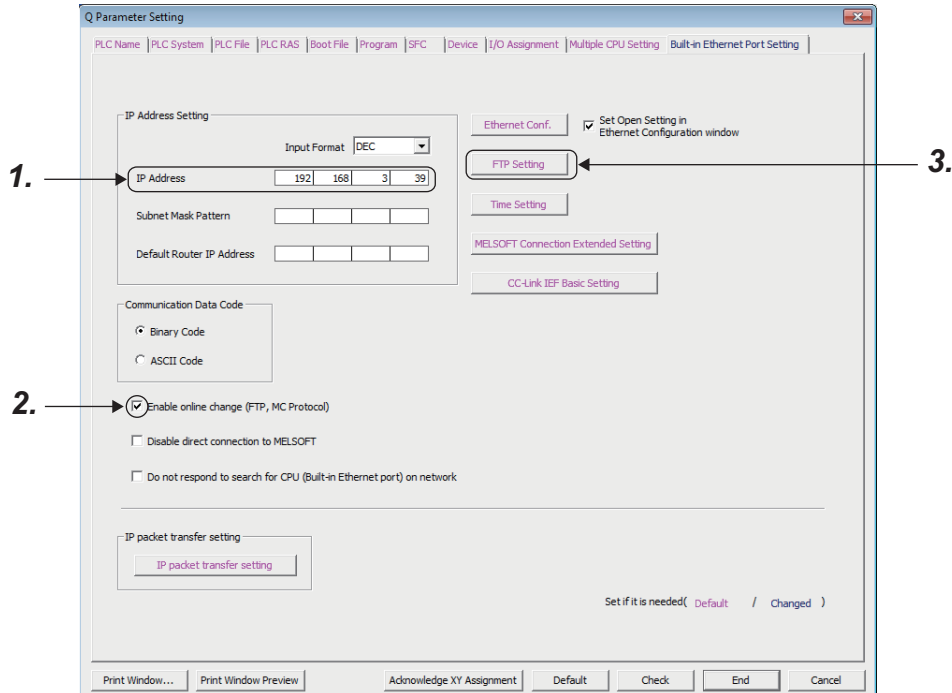 Q Parameter Setting
PLC Name PLC System PLC File PLC RAS Boot File Program SFC Device I/O Assignment Multiple CPU Setting Built-in Ethernet Port Setting
IP Address Setting
Input Format DEC
1. IP Address 192 168 3 39
Subnet Mask Pattern
Default Router IP Address
Ethernet Conf.
Set Open Setting in
Ethernet Configuration window
FTP Setting 3.
Time Setting
MELSOFT Connection Extended Setting
CC-Link IEF Basic Setting
Communication Data Code
Binary Code
ASCII Code
2. Enable online change (FTP, MC Protocol)
Disable direct connection to MELSOFT
Do not respond to search for CPU (Built-in Ethernet port) on network
IP packet transfer setting
IP packet transfer setting
Set if it is needed( Default / Changed )
Print Window... Print Window Preview Acknowledge XY Assignment Default Check End Cancel